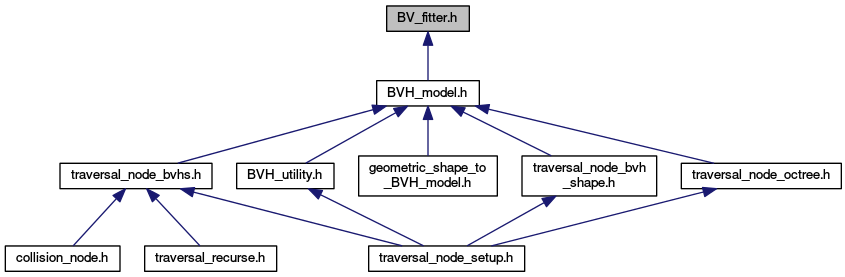 BV_fitter.h
BVH_model.h
traversal_node_bvhs.h
BVH_utility.h
geometric_shape_to
_BVH_model.h
traversal_node_bvh
_shape.h
traversal_node_octree.h
collision_node.h
traversal_recurse.h
traversal_node_setup.h